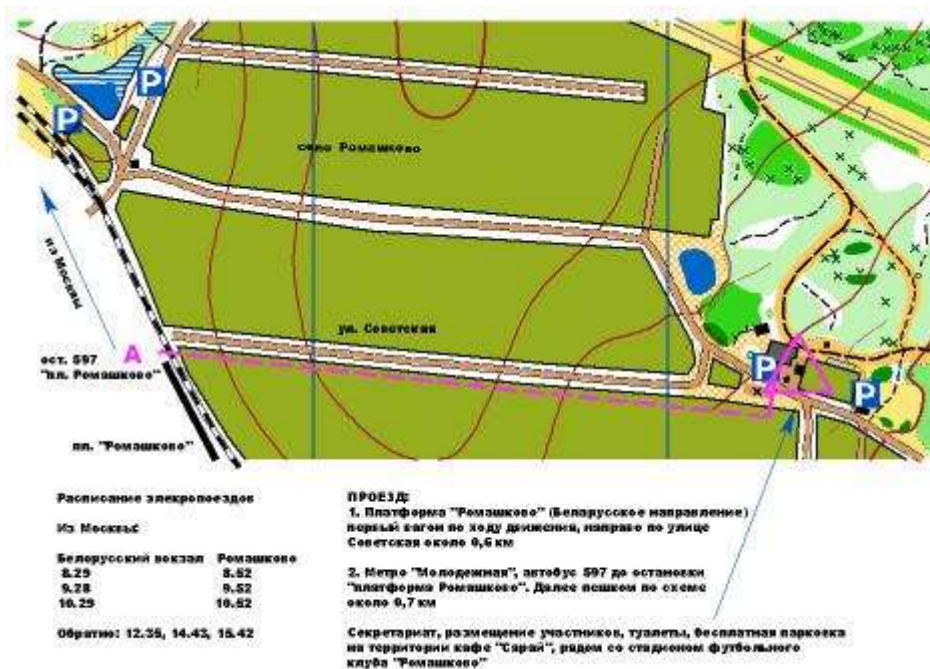 P
P
село Ромашково
из Москвы
ул. Советская
ост. 597
"пл. Ромашково"
A
P
P
пл. "Ромашково"
Расписание элекропоездов
Из Москвы:
Белорусский вокзал Ромашково
8.29 8.52
9.28 9.52
10.29 10.52
Обратно: 12.35, 14.43, 15.42
ПРОЕЗД:
1. Платформа "Ромашково" (Беларусское направление)
первый вагон по ходу движения, направо по улице
Советская около 0,6 км
2. Метро "Молодежная", автобус 597 до остановки
"платформа Ромашково". Далее пешком по схеме
около 0,7 км
Секретариат, размещение участников, туалеты, бесплатная парковка
на территории кафе "Сарай", рядом со стадионом футбольного
клуба "Ромашково"